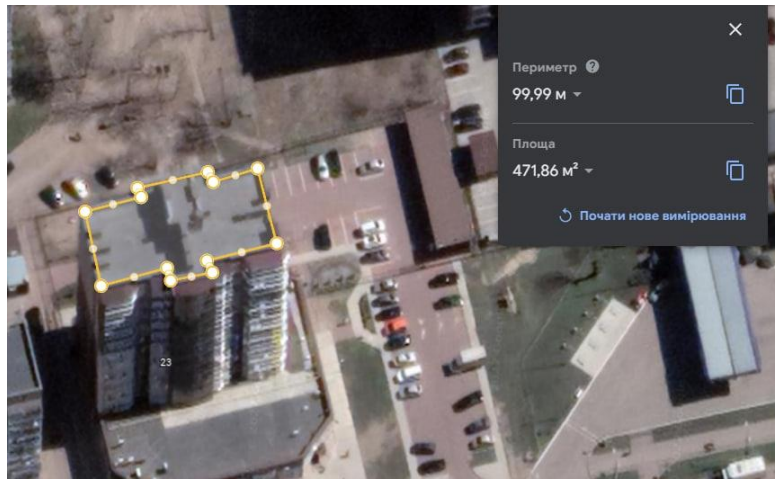 Периметр
99,99 м
Площа
471,86 м²
Почати нове вимірювання
23